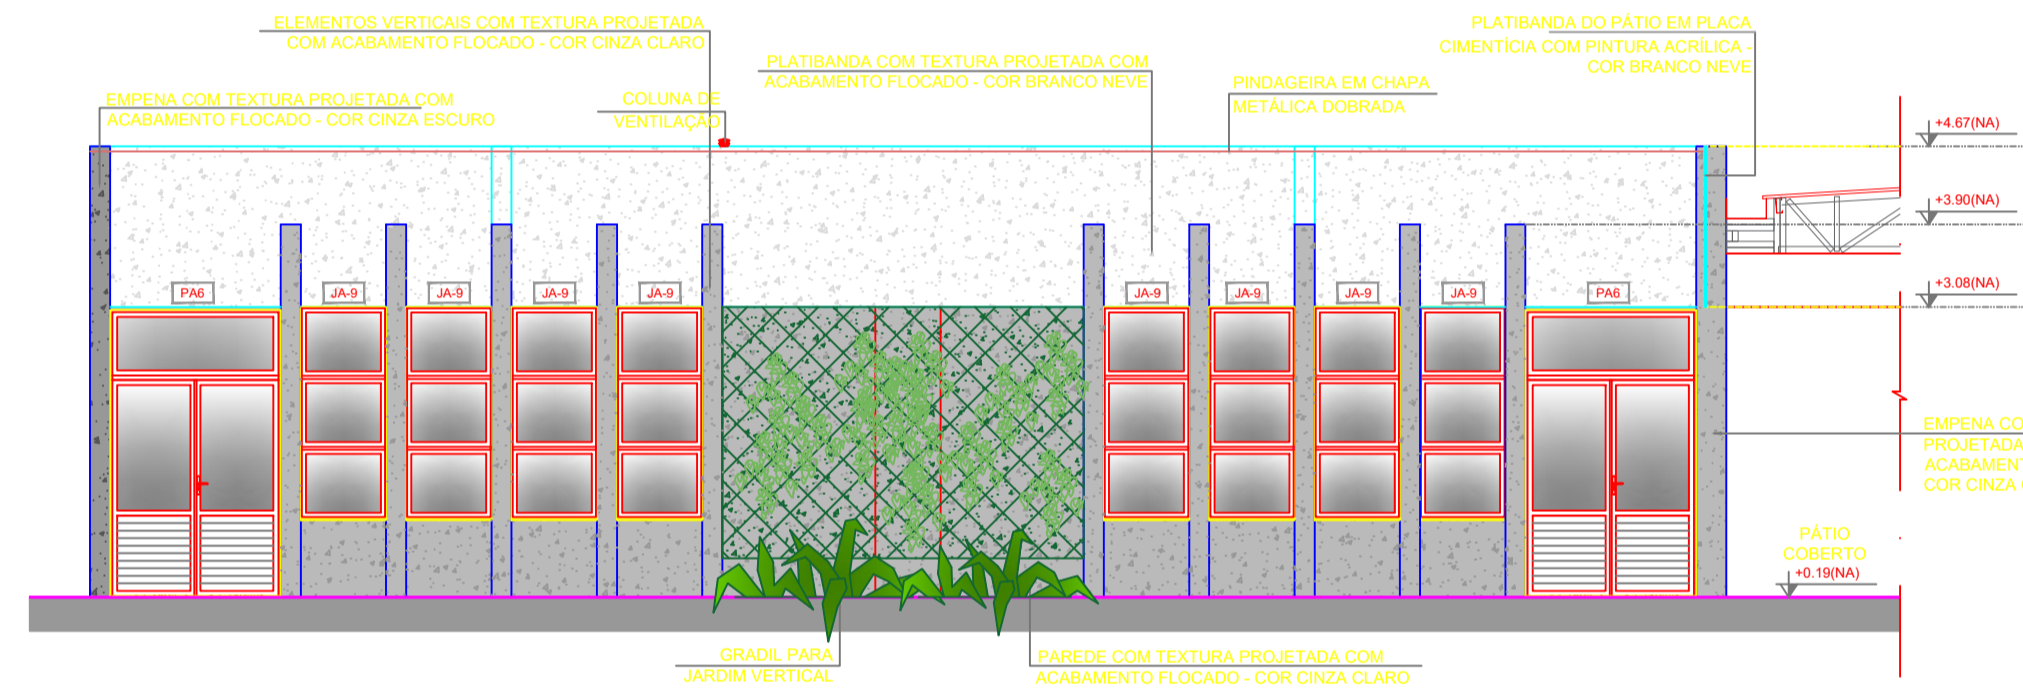 ELEMENTOS VERTICAIS COM TEXTURA PROJETADA
COM ACABAMENTO FLOCADO - COR CINZA CLARO
PLATIBANDA DO PÁTIO EM PLACA
CIMENTÍCIA COM PINTURA ACRÍLICA -
COR BRANCO NEVE
PLATIBANDA COM TEXTURA PROJETADA COM
ACABAMENTO FLOCADO - COR BRANCO NEVE
PINDAGEIRA EM CHAPA
METÁLICA DOBRADA
EMPENA COM TEXTURA PROJETADA COM
ACABAMENTO FLOCADO - COR CINZA ESCURO
COLUNA DE
VENTILAÇÃO
+4.67(NA)
+3.90(NA)
+3.08(NA)
PA6
JA-9
JA-9
JA-9
JA-9
JA-9
JA-9
JA-9
JA-9
PA6
EMPENA CO
PROJETADA
ACABAMENT
COR CINZA
PÁTIO
COBERTO
+0.19(NA)
GRADIL PARA
JARDIM VERTICAL
PAREDE COM TEXTURA PROJETADA COM
ACABAMENTO FLOCADO - COR CINZA CLARO